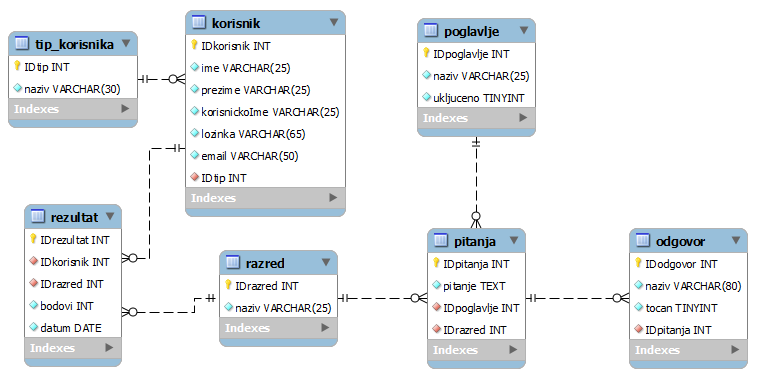 tip_korisnika
IDtip INT
naziv VARCHAR(30)
Indexes
korisnik
IDkorisnik INT
ime VARCHAR(25)
prezime VARCHAR(25)
korisnickoIme VARCHAR(25)
lozinka VARCHAR(65)
email VARCHAR(50)
IDtip INT
Indexes
poglavlje
IDpoglavlje INT
naziv VARCHAR(25)
ukljuceno TINYINT
Indexes
rezultat
IDrezultat INT
IDkorisnik INT
IDrazred INT
bodovi INT
datum DATE
Indexes
razred
IDrazred INT
naziv VARCHAR(25)
Indexes
pitanja
IDpitanja INT
pitanje TEXT
IDpoglavlje INT
IDrazred INT
Indexes
odgovor
IDodgovor INT
naziv VARCHAR(80)
tocan TINYINT
IDpitanja INT
Indexes